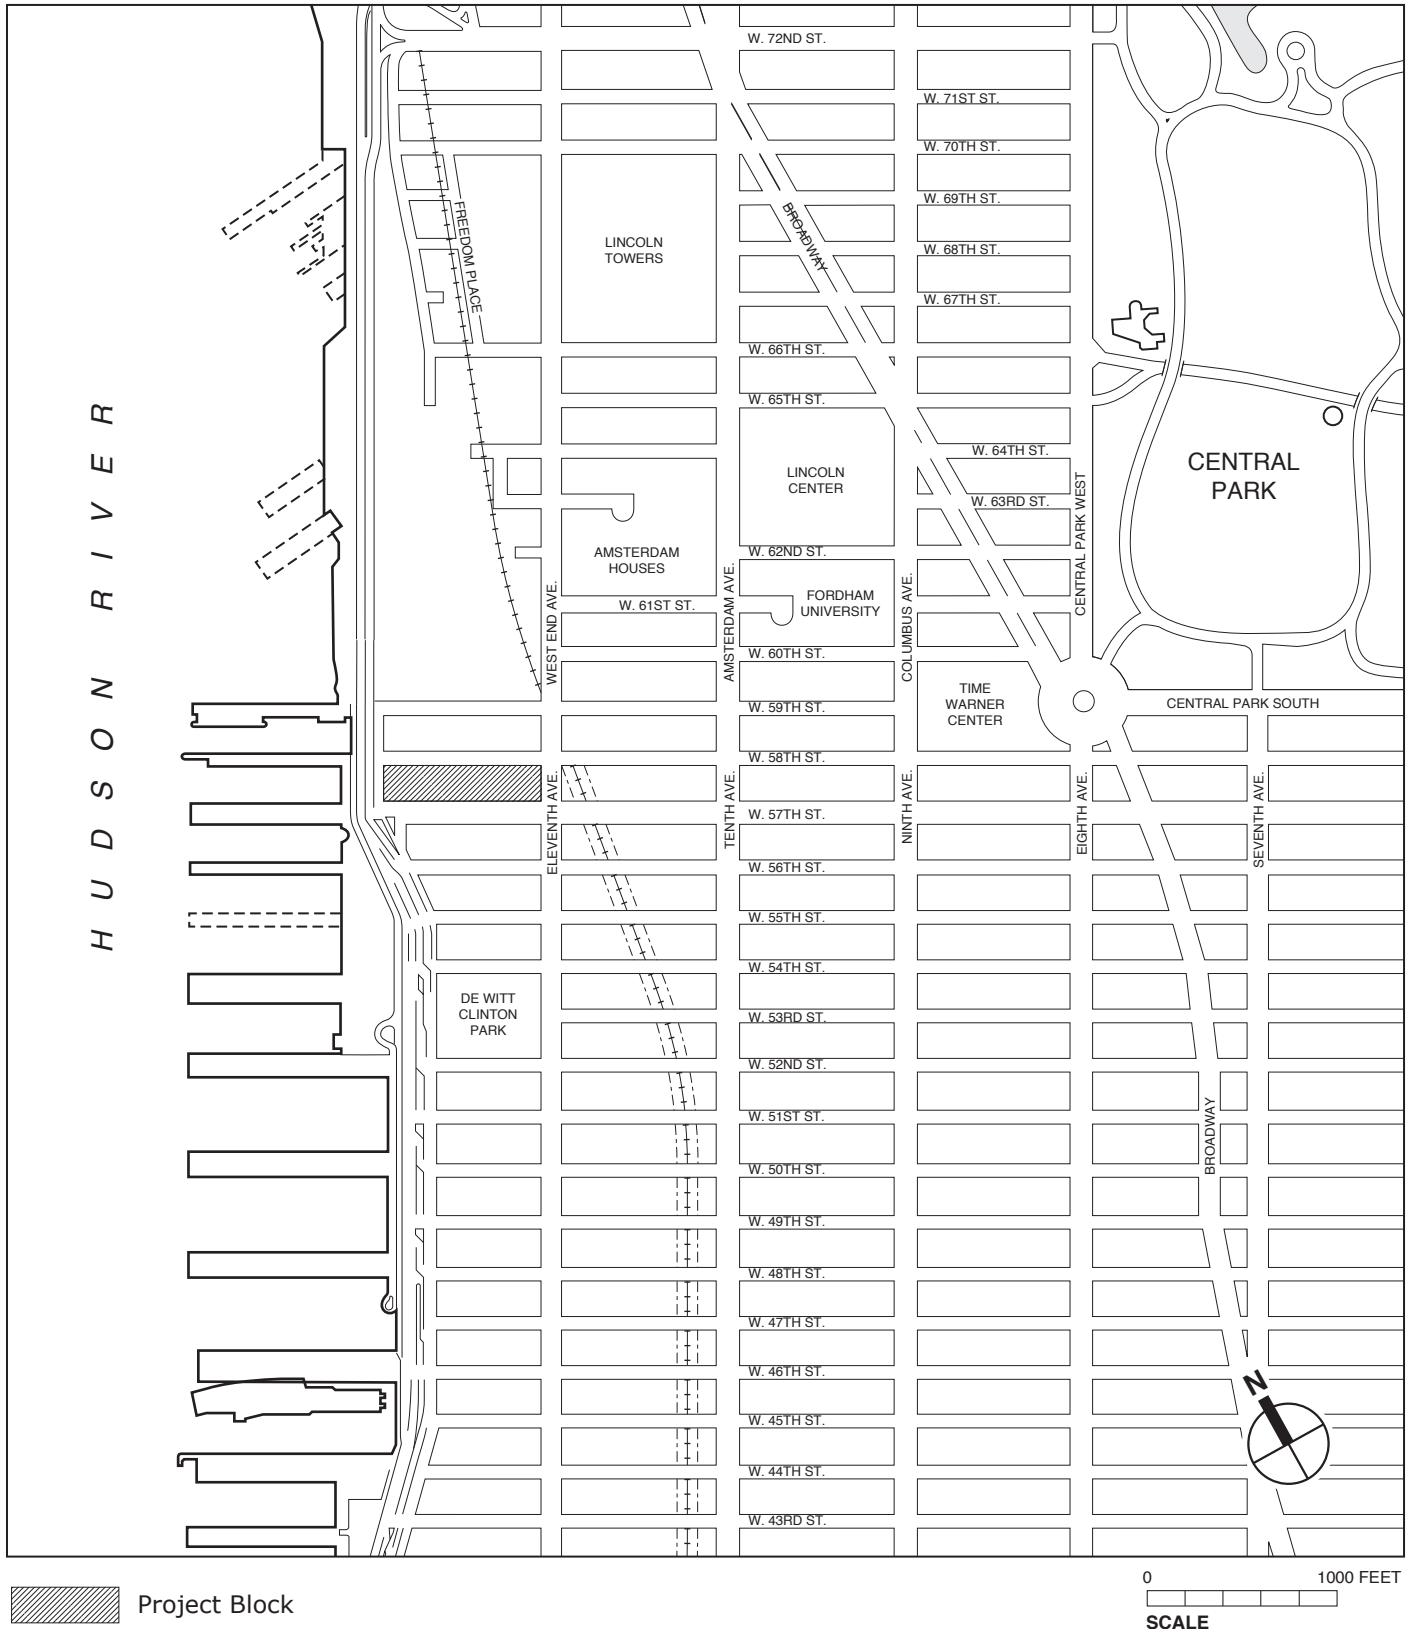 W. 72ND ST.
W. 71ST ST.
W. 70TH ST.
W. 69TH ST.
W. 68TH ST.
W. 67TH ST.
FREEDOM PLACE
BROADWAY
LINCOLN
TOWERS
W. 66TH ST.
W. 65TH ST.
HUDSON RIVER
W. 64TH ST.
LINCOLN
CENTER
W. 63RD ST.
CENTRAL PARK WEST
CENTRAL
PARK
W. 62ND ST.
AMSTERDAM
HOUSES
FORDHAM
UNIVERSITY
W. 61ST ST.
WEST END AVE.
AMSTERDAM AVE.
COLUMBUS AVE.
W. 60TH ST.
TIME
WARNER
CENTER
W. 59TH ST.
CENTRAL PARK SOUTH
W. 58TH ST.
ELEVENTH AVE.
TENTH AVE.
NINTH AVE.
EIGHTH AVE.
SEVENTH AVE.
W. 57TH ST.
W. 56TH ST.
W. 55TH ST.
W. 54TH ST.
DE WITT
CLINTON
PARK
W. 53RD ST.
W. 52ND ST.
W. 51ST ST.
BROADWAY
W. 50TH ST.
W. 49TH ST.
W. 48TH ST.
W. 47TH ST.
W. 46TH ST.
N
W. 45TH ST.
W. 44TH ST.
W. 43RD ST.
Project Block
0 1000 FEET
SCALE